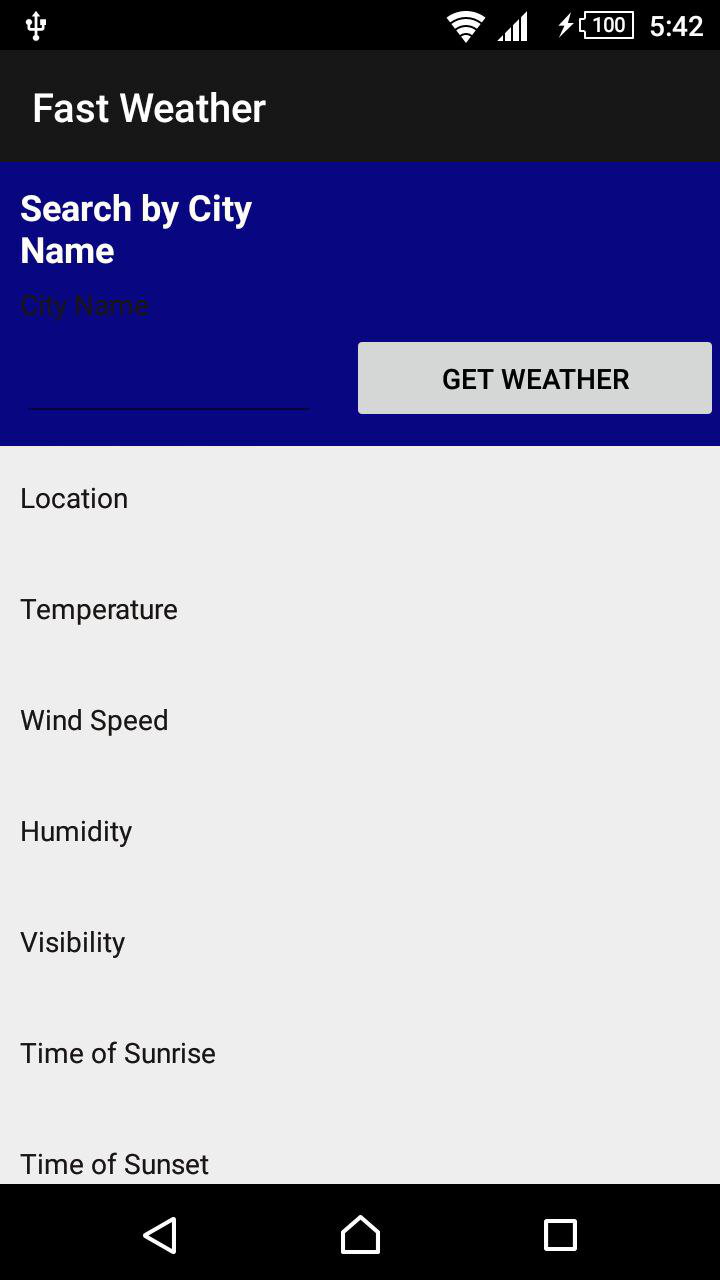 100 5:42
Fast Weather
Search by City
Name
City Name
GET WEATHER
Location
Temperature
Wind Speed
Humidity
Visibility
Time of Sunrise
Time of Sunset